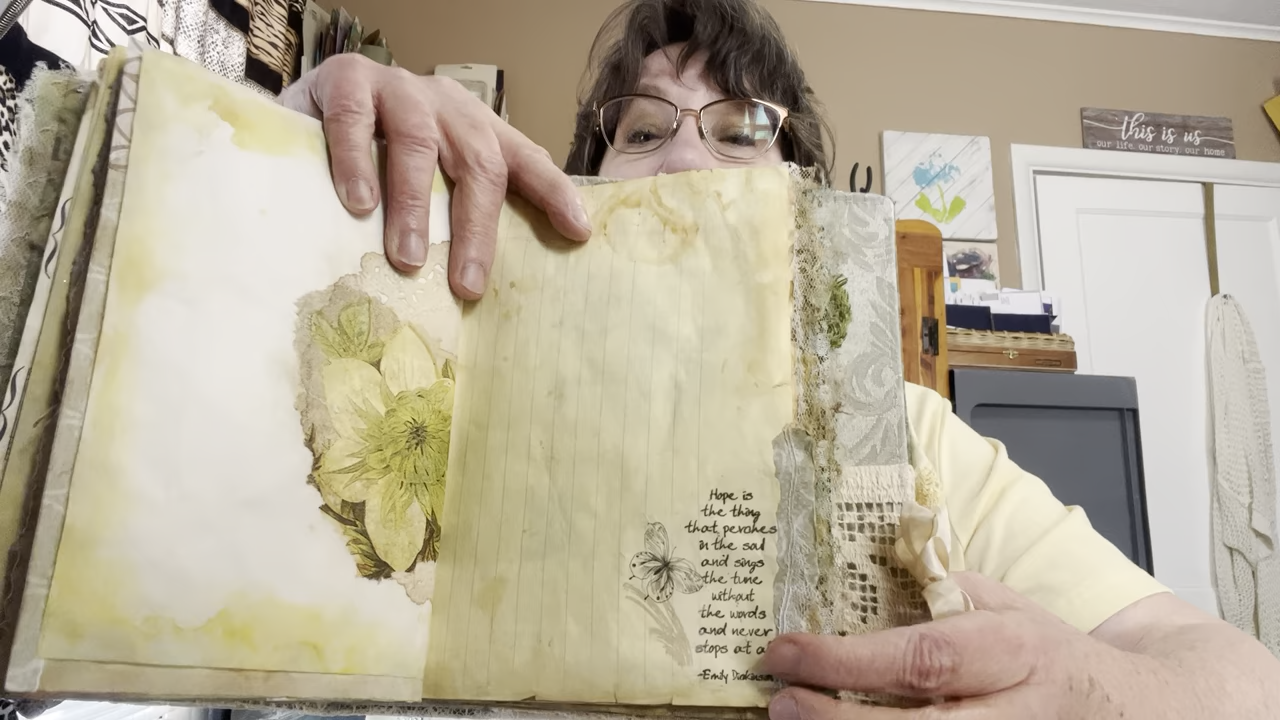 this is us
our life. our story. our home
Hope is
the thing
that perches
in the soul
and sings
the tune
without
the words
and never
stops at a
-Emily Dickinson